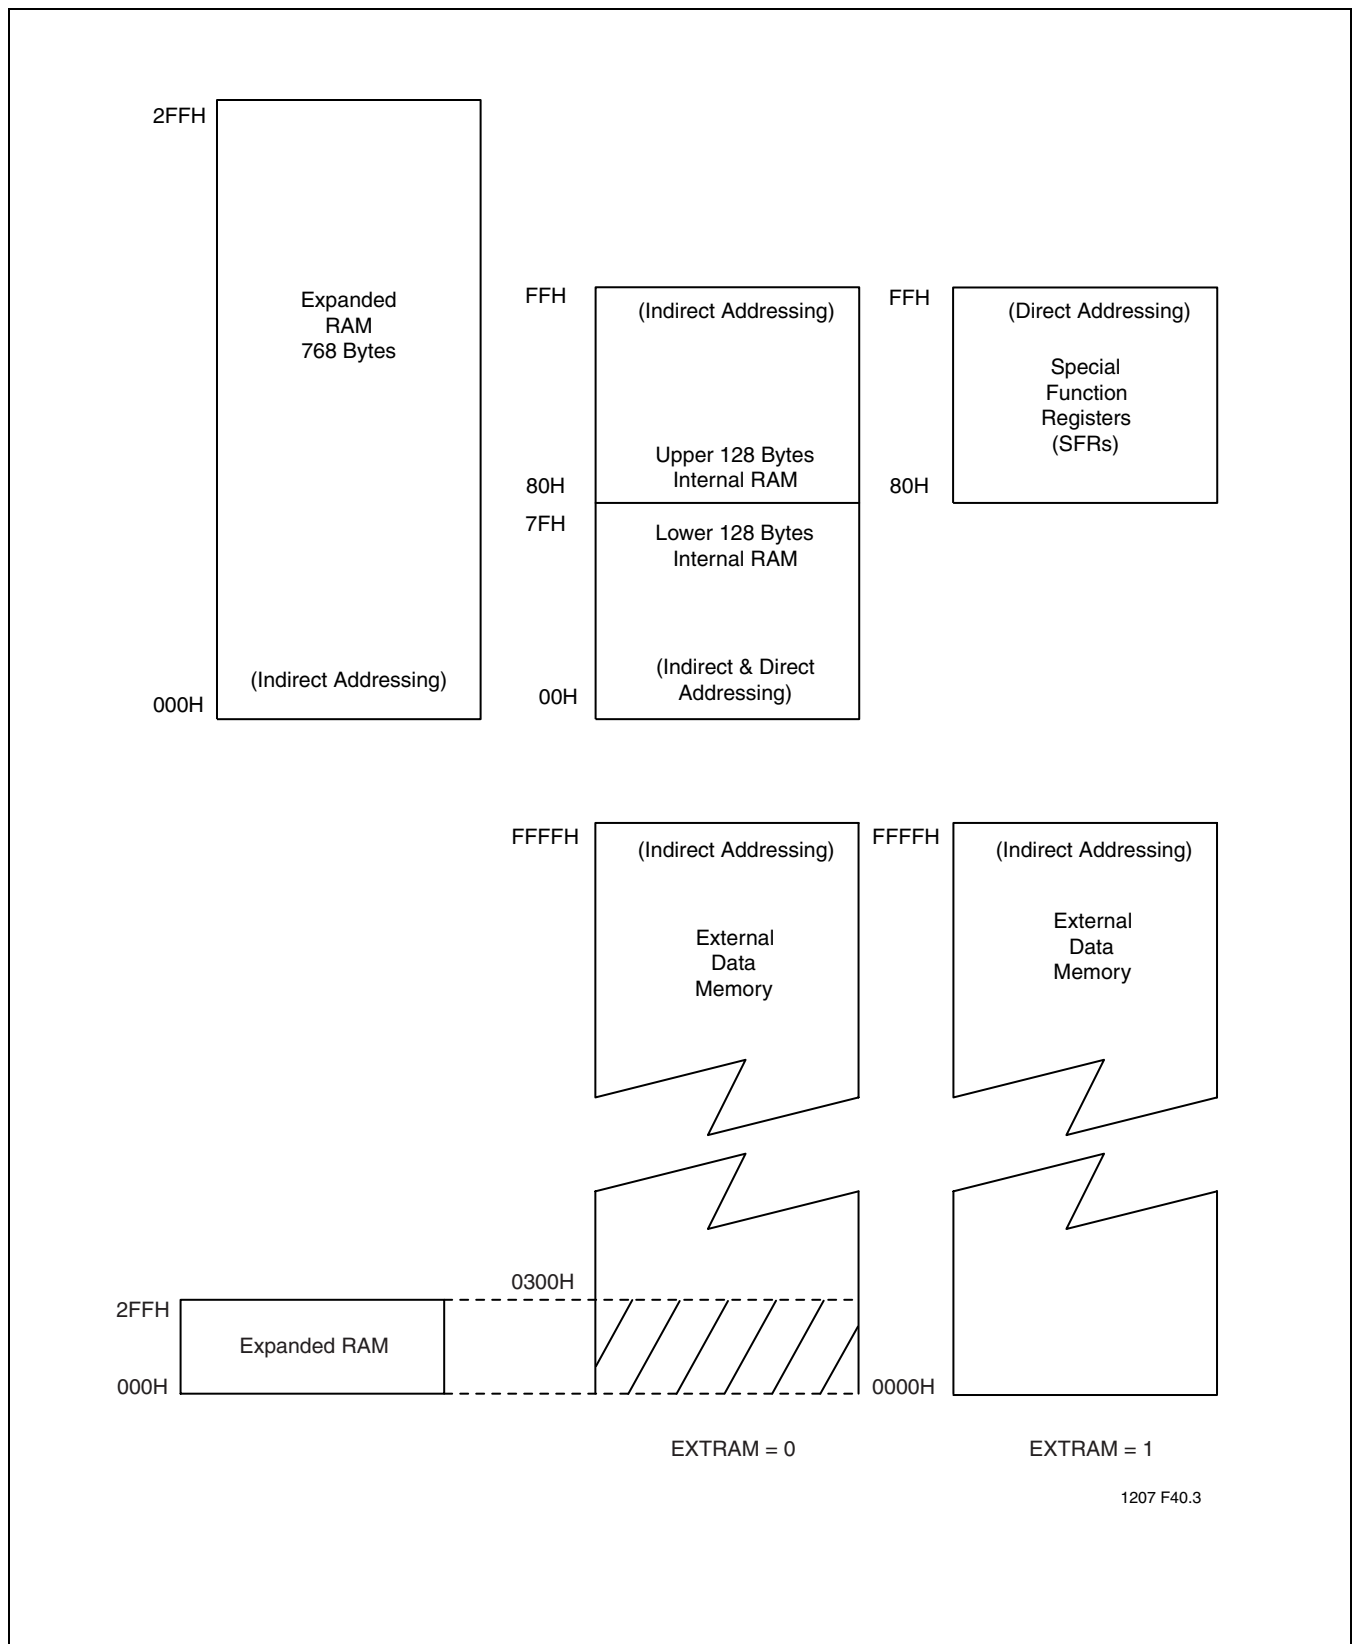 2FFH
Expanded
RAM
768 Bytes
(Indirect Addressing)
000H
FFH
(Indirect Addressing)
Upper 128 Bytes
Internal RAM
80H
7FH
Lower 128 Bytes
Internal RAM
(Indirect & Direct
Addressing)
00H
FFH
(Direct Addressing)
Special
Function
Registers
(SFRs)
80H
FFFFH
(Indirect Addressing)
External
Data
Memory
FFFFH
(Indirect Addressing)
External
Data
Memory
0300H
2FFH
Expanded RAM
000H
0000H
EXTRAM = 0
EXTRAM = 1
1207 F40.3